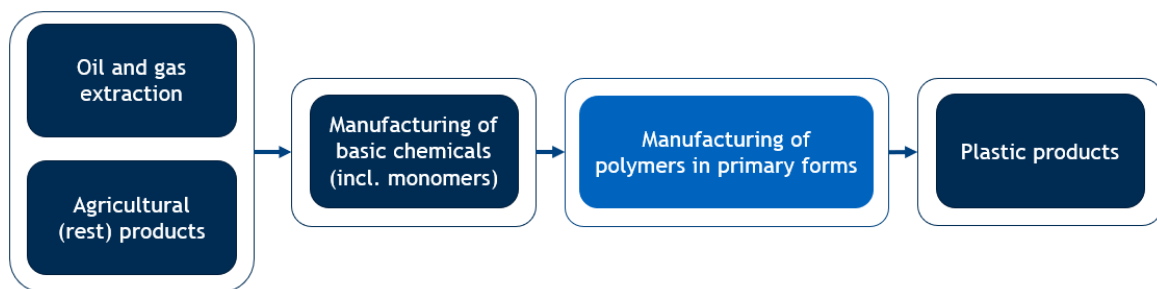 Oil and gas
extraction
Agricultural
(rest) products
Manufacturing of
basic chemicals
(incl. monomers)
Manufacturing of
polymers in primary forms
Plastic products